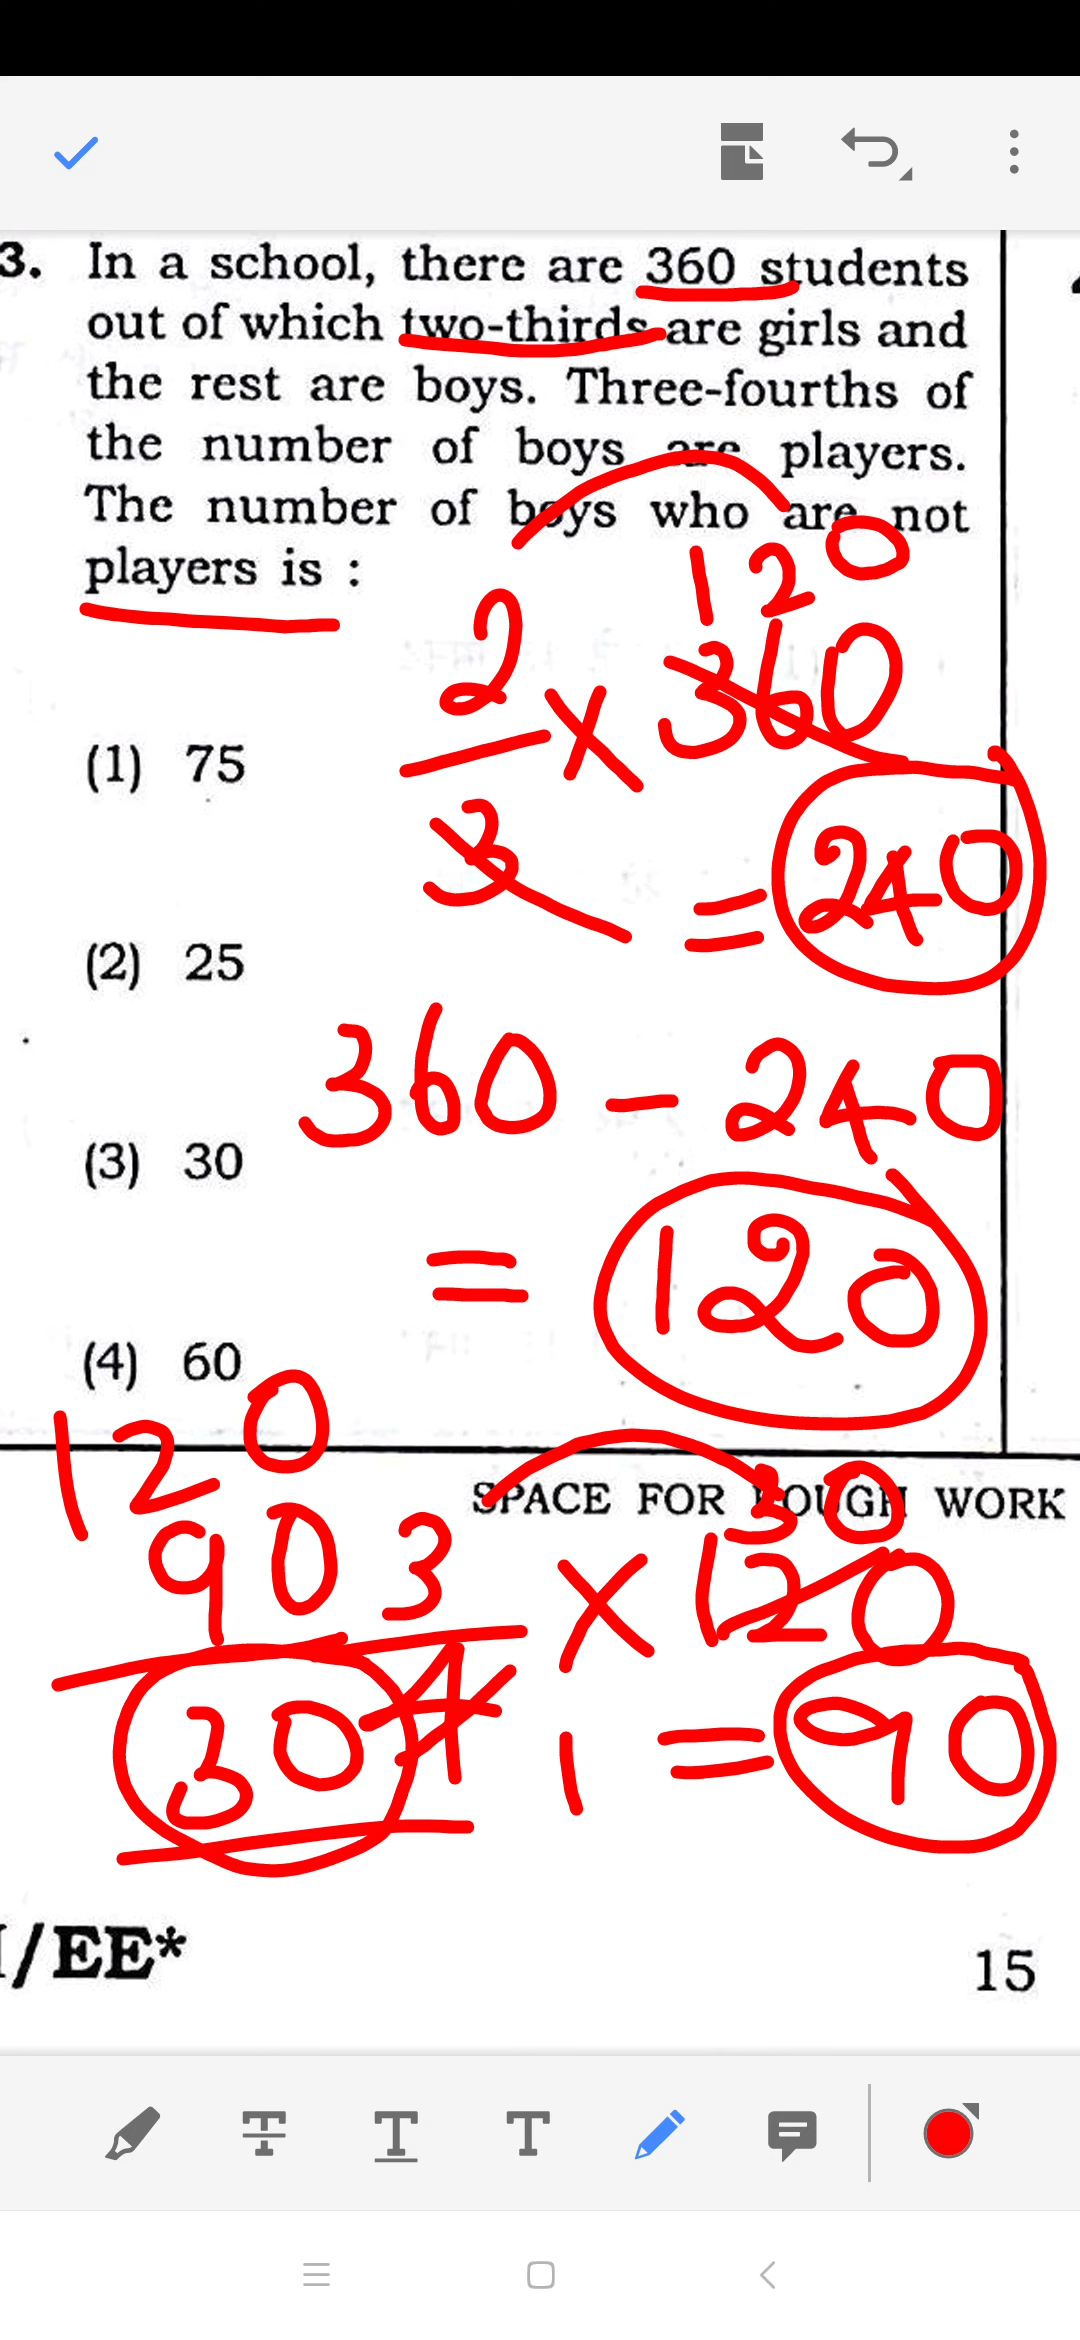 3. In a school, there are 360 students
out of which two-thirds are girls and
the rest are boys. Three-fourths of
the number of boys are players.
The number of boys who are not
players is :
120
2/3 × 360
= 240
(1) 75
(2) 25
360 - 240
(3) 30
= 120
(4) 60
SPACE FOR ROUGH WORK
120
90
30
30
3/4 × 120
1 = 90
/EE*
15